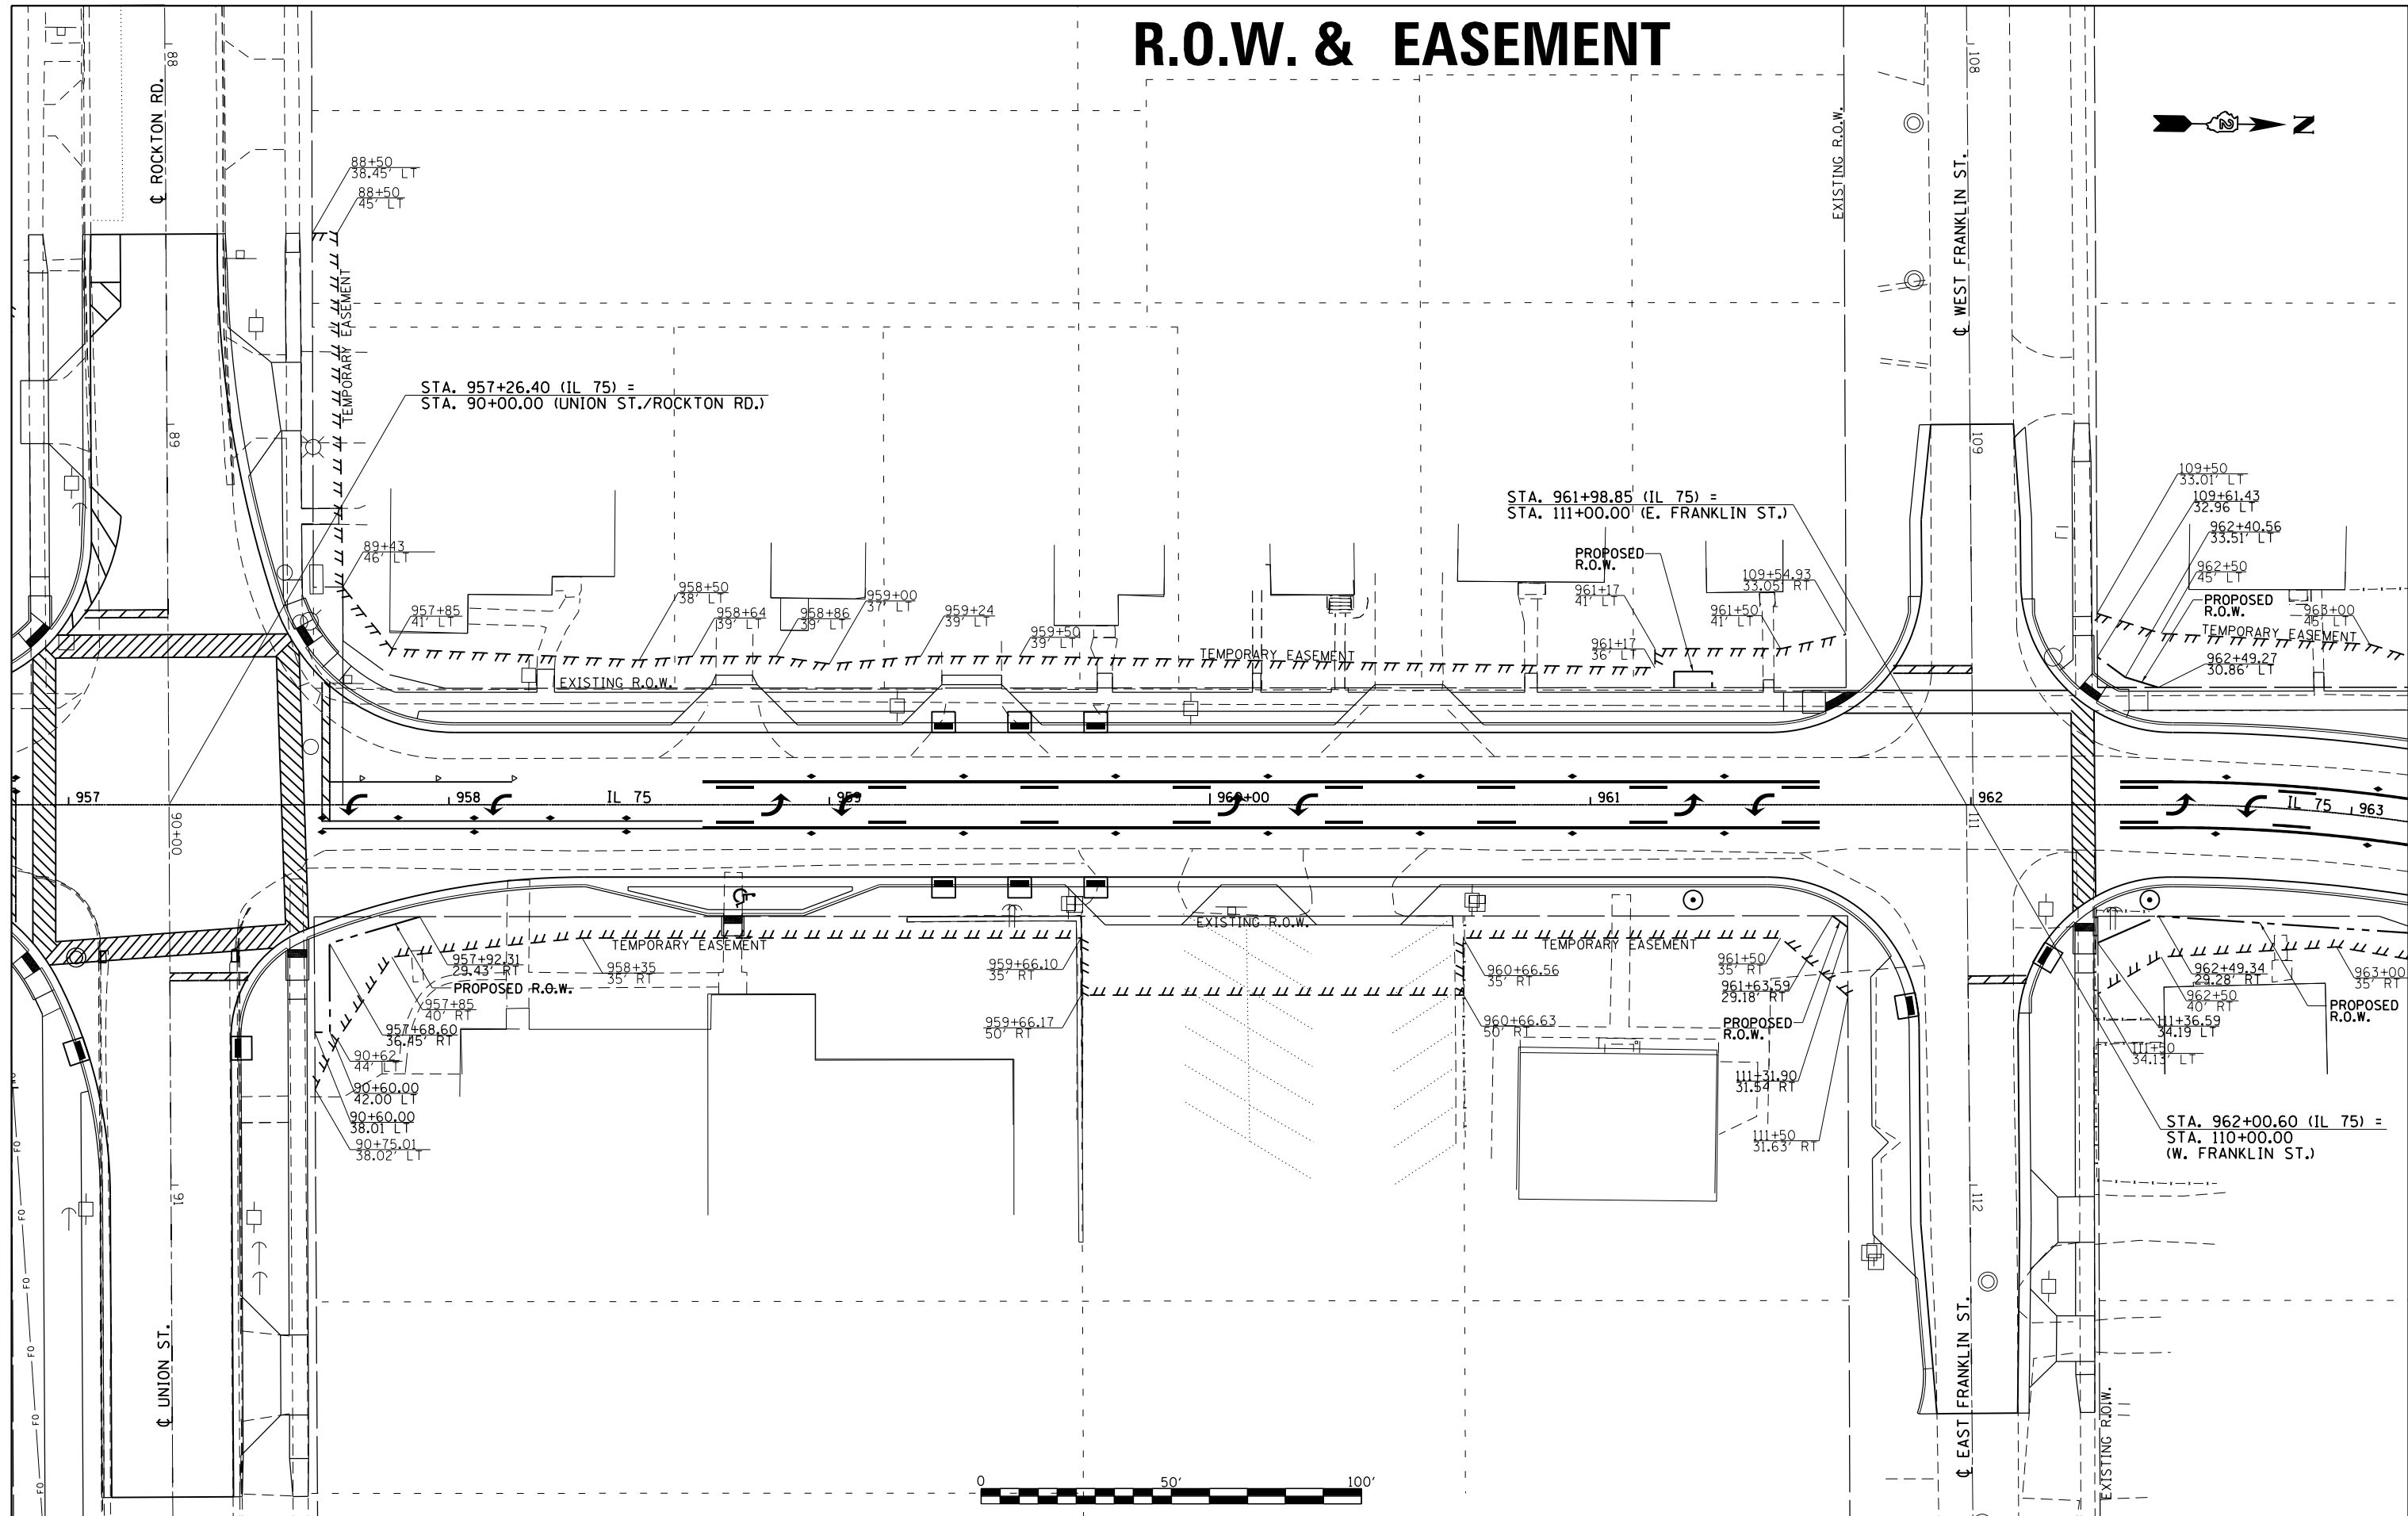 R.O.W. & EASEMENT
88
℄ ROCKTON RD.
88+50
38.45' LT
88+50
45' LT
TEMPORARY EASEMENT
STA. 957+26.40 (IL 75) =
STA. 90+00.00 (UNION ST./ROCKTON RD.)
89
89+43
46' LT
957+85
41' LT
958+50
38' LT
958+64
39' LT
958+86
39' LT
959+00
37' LT
959+24
39' LT
959+50
39' LT
TEMPORARY EASEMENT
EXISTING R.O.W.
EXISTING R.O.W.
108
℄ WEST FRANKLIN ST.
N
2
109
STA. 961+98.85 (IL 75) =
STA. 111+00.00 (E. FRANKLIN ST.)
PROPOSED
R.O.W.
961+17
41' LT
961+17
36' LT
109+54.93
33.05' RT
961+50
41' LT
109+50
33.01' LT
109+61.43
32.96 LT
962+40.56
33.51' LT
962+50
45' LT
PROPOSED
R.O.W.
963+00
45' LT
TEMPORARY EASEMENT
962+49.27
30.86' LT
957
958
IL 75
959
960+00
961
962
IL 75
963
90+00
111
EXISTING R.O.W.
TEMPORARY EASEMENT
TEMPORARY EASEMENT
957+92.31
29.43' RT
PROPOSED R.O.W.
957+85
40' RT
957+68.60
36.45' RT
90+62
44' LT
90+60.00
42.00 LT
90+60.00
38.01 LT
90+75.01
38.02' LT
958+35
35' RT
959+66.10
35' RT
959+66.17
50' RT
960+66.56
35' RT
960+66.63
50' RT
961+50
35' RT
961+63.59
29.18' RT
PROPOSED
R.O.W.
111+31.90
31.54' RT
111+50
31.63' RT
962+49.34
29.28' RT
962+50
40' RT
111+36.59
34.19 LT
111+50
34.13' LT
963+00
35' RT
PROPOSED
R.O.W.
STA. 962+00.60 (IL 75) =
STA. 110+00.00
(W. FRANKLIN ST.)
91
℄ UNION ST.
FO
FO
FO
FO
FO
112
℄ EAST FRANKLIN ST.
EXISTING R.O.W.
0
50'
100'